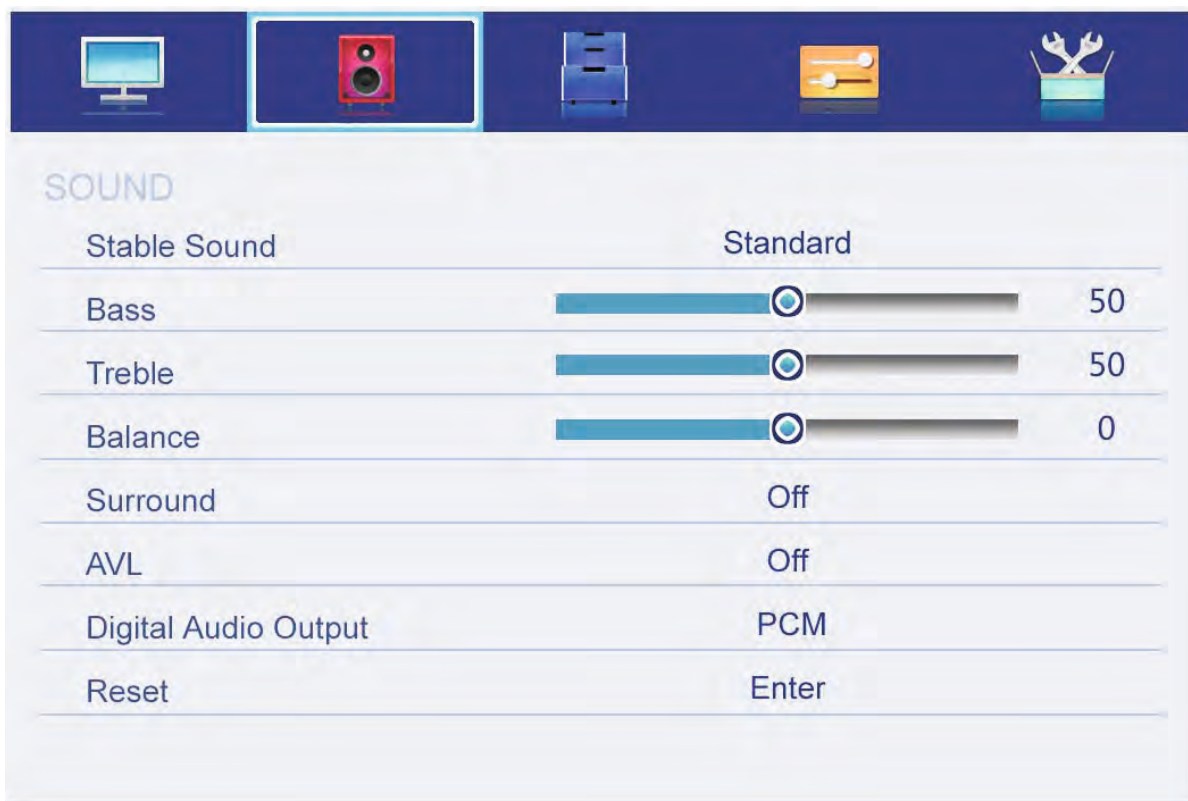 SOUND
Stable Sound Standard
Bass 50
Treble 50
Balance 0
Surround Off
AVL Off
Digital Audio Output PCM
Reset Enter